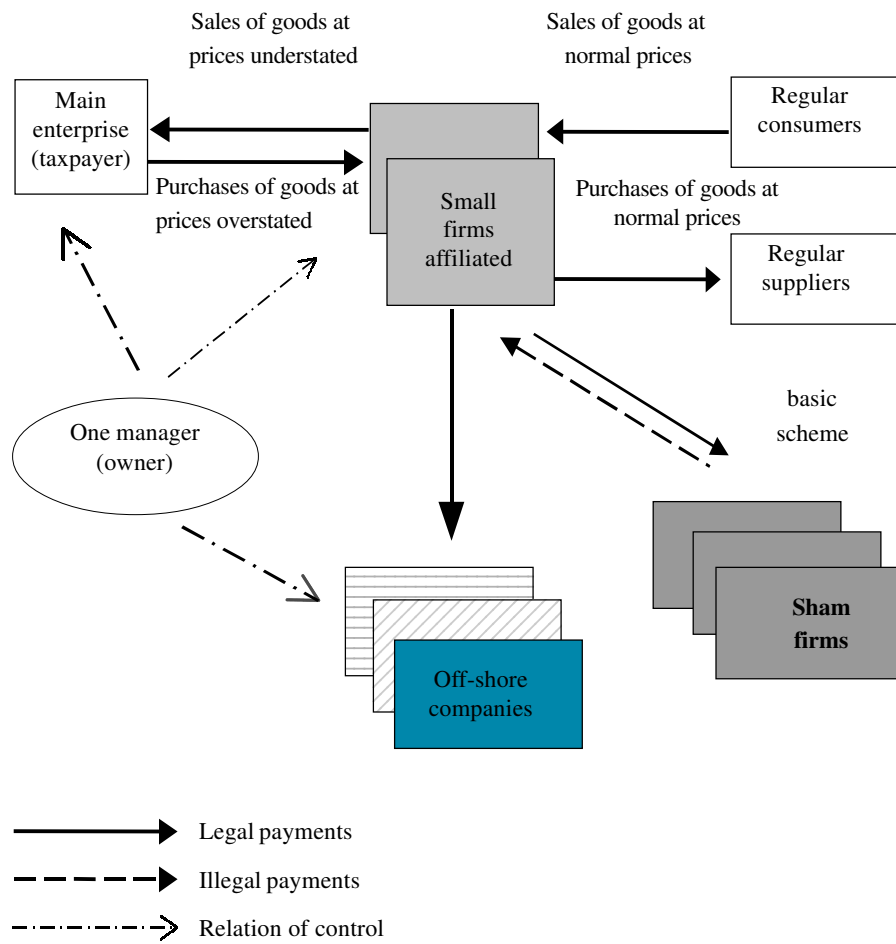 Sales of goods at
prices understated
Sales of goods at
normal prices
Main
enterprise
(taxpayer)
Regular
consumers
Purchases of goods at
prices overstated
Small
firms
affiliated
Purchases of goods at
normal prices
Regular
suppliers
One manager
(owner)
basic
scheme
Sham
firms
Off-shore
companies
Legal payments
Illegal payments
Relation of control